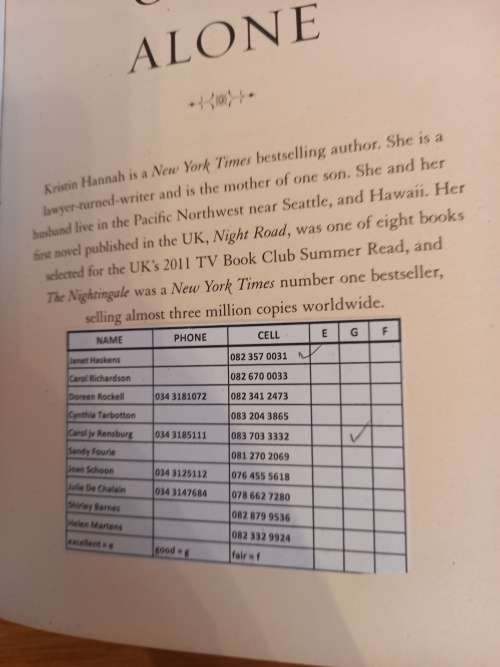 ALONE
Kristin Hannah is a New York Times bestselling author. She is a
lawyer-turned-writer and is the mother of one son. She and her
husband live in the Pacific Northwest near Seattle, and Hawaii. Her
first novel published in the UK, Night Road, was one of eight books
selected for the UK's 2011 TV Book Club Summer Read, and
The Nightingale was a New York Times number one bestseller,
selling almost three million copies worldwide.
NAME PHONE CELL E G F
Janet Haskens 082 357 0031 ✓
Carol Richardson 082 670 0033
Doreen Rockell 034 3181072 082 341 2473
Cynthia Tarbotton 083 204 3865
Carol jv Rensburg 034 3185111 083 703 3332 ✓
Sandy Fourie 081 270 2069
Joan Schoon 034 3125112 076 455 5618
Julie De Chalain 034 3147684 078 662 7280
Shirley Barnes 082 879 9536
Helen Martens 082 332 9924
excellent = e good = g fair = f